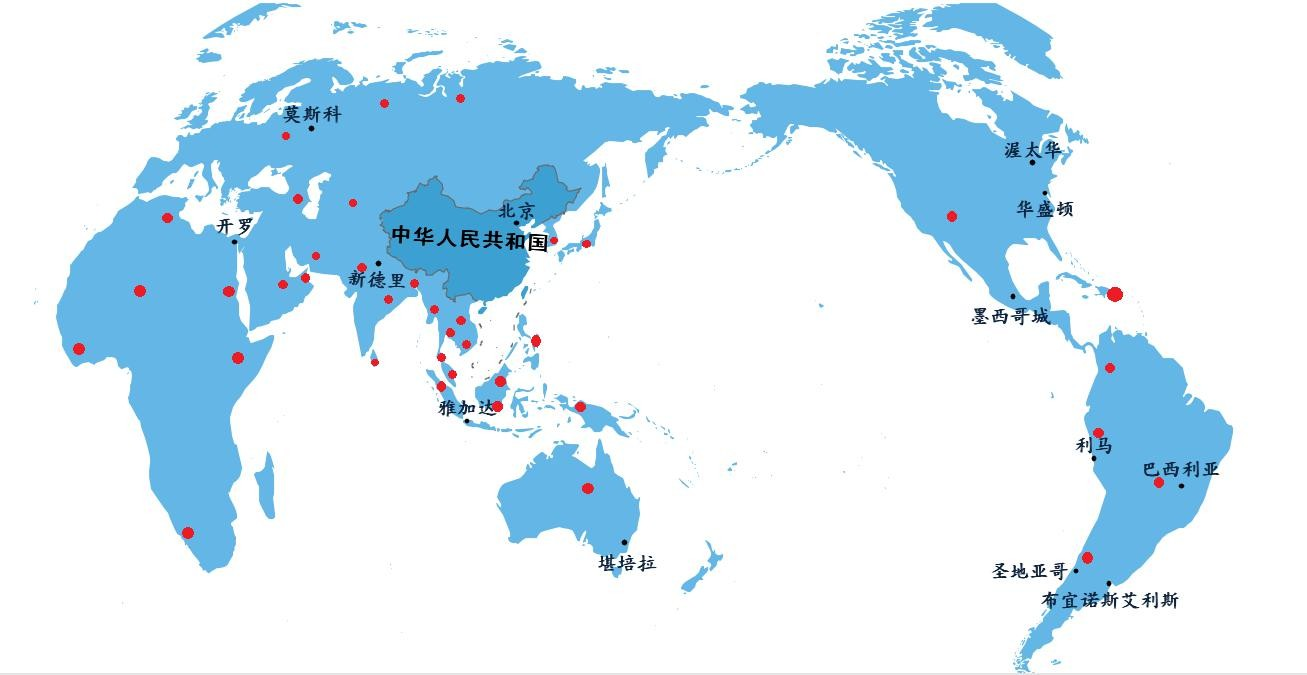 莫斯科
渥太华
华盛顿
北京
开罗
中华人民共和国
新德里
墨西哥城
雅加达
利马
巴西利亚
堪培拉
圣地亚哥
布宜诺斯艾利斯